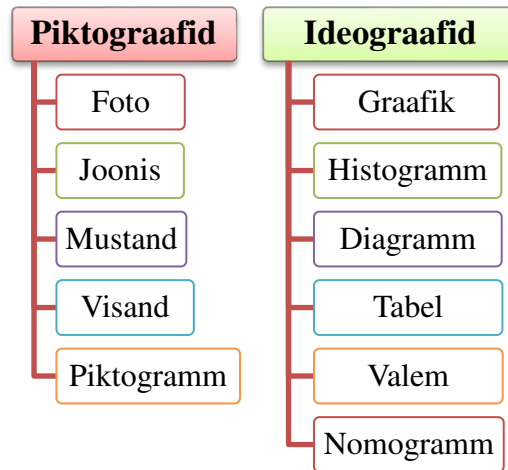 Piktograafid
Foto
Joonis
Mustand
Visand
Piktogramm
Ideograafid
Graafik
Histogramm
Diagramm
Tabel
Valem
Nomogramm